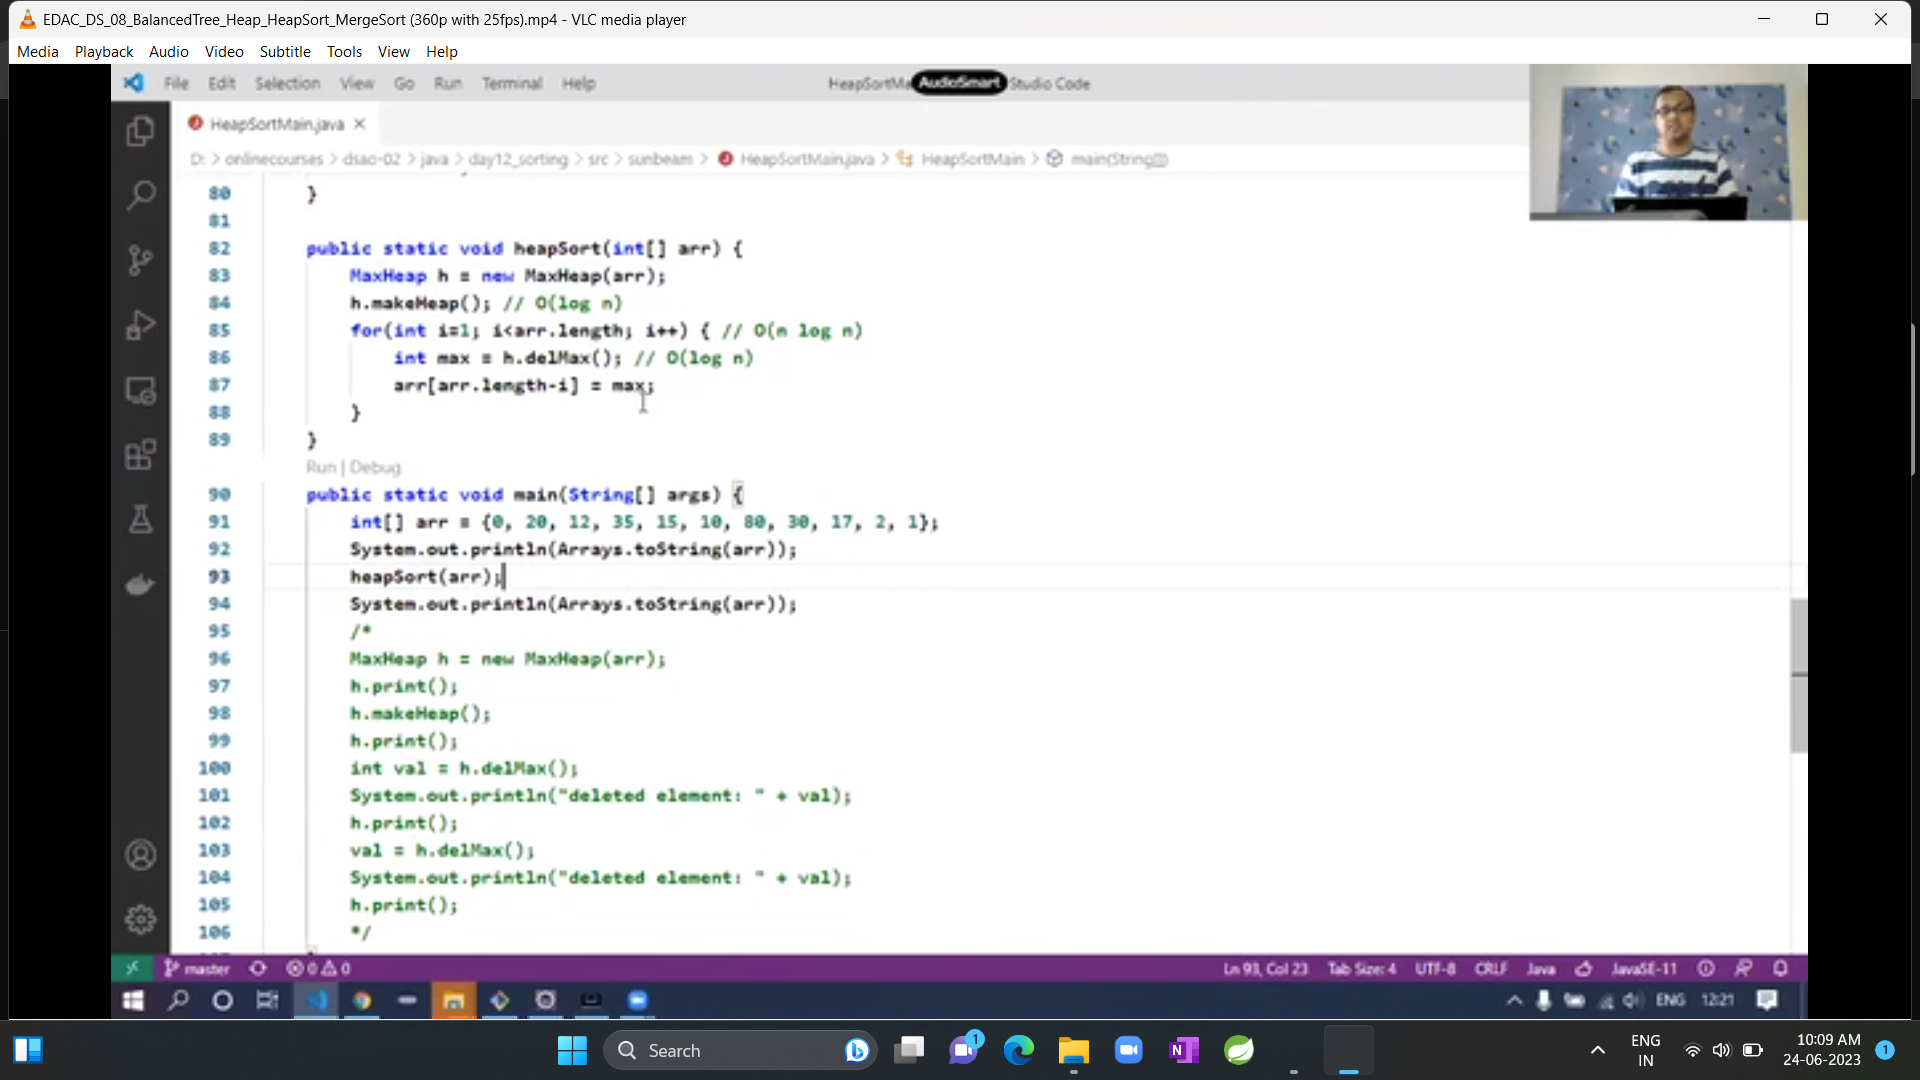 EDAC_DS_08_BalancedTree_Heap_HeapSort_MergeSort (360p with 25fps).mp4 - VLC media player
Media Playback Audio Video Subtitle Tools View Help
File Edit Selection View Go Run Terminal Help
HeapSortMa AudioSmart Studio Code
HeapSortMain.java ×
D: > onlinecourses > dsao-02 > java > day12_sorting > src > sunbeam > HeapSortMain.java > HeapSortMain > main(String[])
80 }
81
82 public static void heapSort(int[] arr) {
83 MaxHeap h = new MaxHeap(arr);
84 h.makeHeap(); // O(log n)
85 for(int i=1; i<arr.length; i++) { // O(n log n)
86 int max = h.delMax(); // O(log n)
87 arr[arr.length-i] = max;
88 }
89 }
Run | Debug
90 public static void main(String[] args) {
91 int[] arr = {0, 20, 12, 35, 15, 10, 80, 30, 17, 2, 1};
92 System.out.println(Arrays.toString(arr));
93 heapSort(arr);
94 System.out.println(Arrays.toString(arr));
95 /*
96 MaxHeap h = new MaxHeap(arr);
97 h.print();
98 h.makeHeap();
99 h.print();
100 int val = h.delMax();
101 System.out.println("deleted element: " + val);
102 h.print();
103 val = h.delMax();
104 System.out.println("deleted element: " + val);
105 h.print();
106 */
master 0 0 Ln 93, Col 23 Tab Size: 4 UTF-8 CRLF Java JavaSE-11
ENG 12:21
Search 1 N ENG IN 10:09 AM 24-06-2023 1